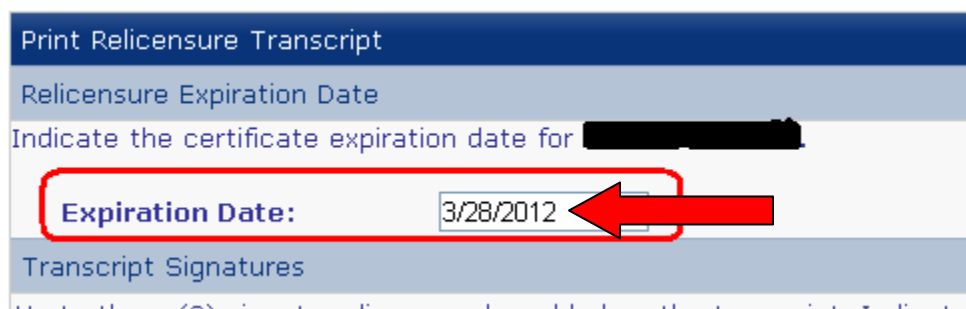 Print Relicensure Transcript
Relicensure Expiration Date
Indicate the certificate expiration date for
Expiration Date: 3/28/2012
Transcript Signatures